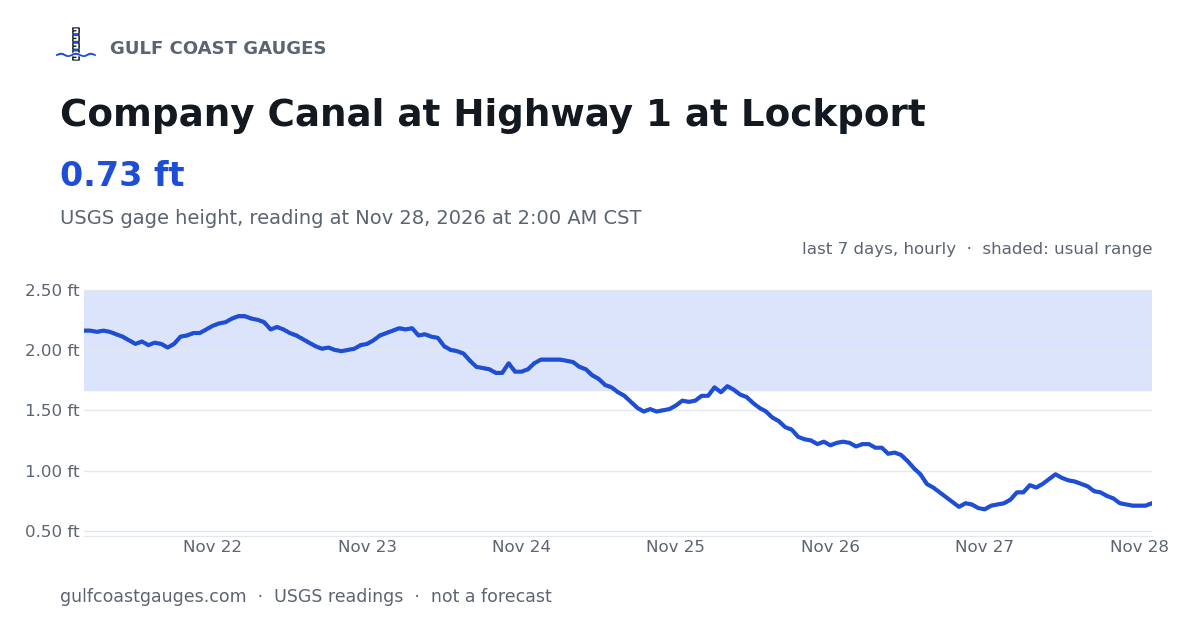 GULF COAST GAUGES
Company Canal at Highway 1 at Lockport
0.73 ft
USGS gage height, reading at Nov 28, 2026 at 2:00 AM CST
last 7 days, hourly · shaded: usual range
2.50 ft
2.00 ft
1.50 ft
1.00 ft
0.50 ft
Nov 22 Nov 23 Nov 24 Nov 25 Nov 26 Nov 27 Nov 28
gulfcoastgauges.com · USGS readings · not a forecast